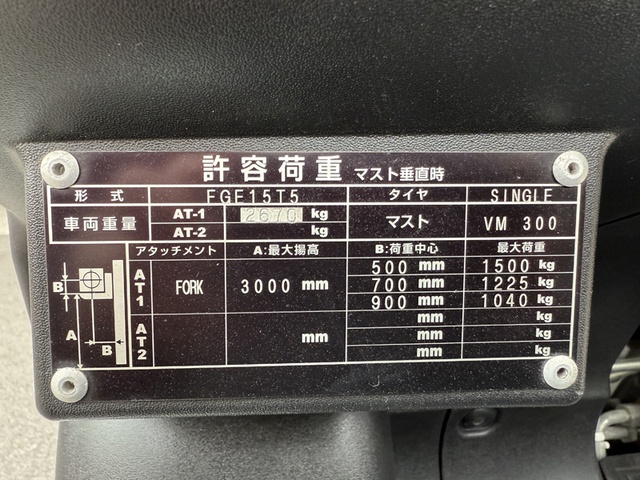 許容荷重 マスト垂直時
形式 FGE15T5 タイヤ SINGLE
車両重量 AT-1 2670 kg マスト VM 300
AT-2 kg
アタッチメント A:最大揚高 B:荷重中心 最大荷重
AT1 FORK 3000 mm 500 mm 1500 kg
700 mm 1225 kg
900 mm 1040 kg
AT2 mm mm kg
mm kg
mm kg
B
A
B